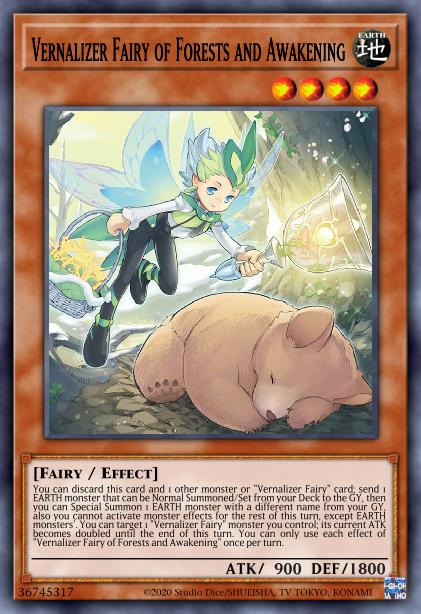 Vernalizer Fairy of Forests and Awakening
EARTH
地
[Fairy / Effect]
You can discard this card and 1 other monster or "Vernalizer Fairy" card; send 1
EARTH monster that can be Normal Summoned/Set from your Deck to the GY, then
you can Special Summon 1 EARTH monster with a different name from your GY,
also you cannot activate monster effects for the rest of this turn, except EARTH
monsters'. You can target 1 "Vernalizer Fairy" monster you control; its current ATK
becomes doubled until the end of this turn. You can only use each effect of
"Vernalizer Fairy of Forests and Awakening" once per turn.
ATK/ 900 DEF/1800
36745317 ©2020 Studio Dice/SHUEISHA, TV TOKYO, KONAMI